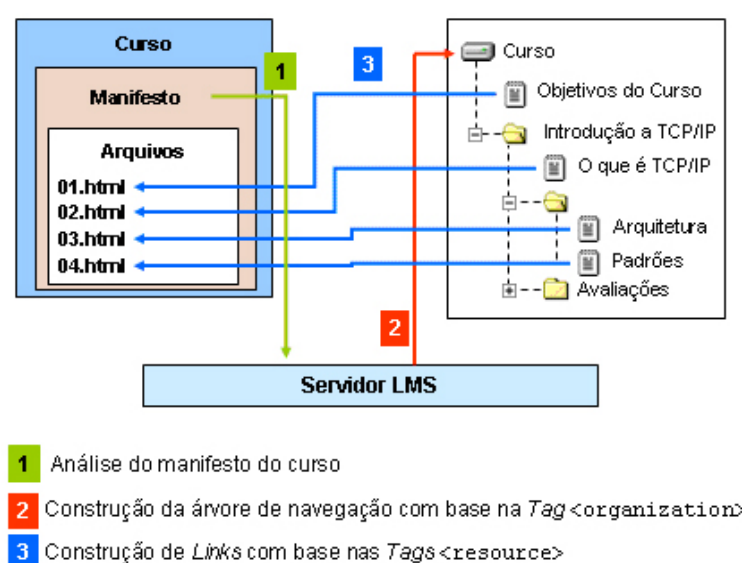 Curso
Manifesto
Arquivos
01.html
02.html
03.html
04.html
1
3
2
Curso
Objetivos do Curso
Introdução a TCP/IP
O que é TCP/IP
Arquitetura
Padrões
Avaliações
Servidor LMS
1 Análise do manifesto do curso
2 Construção da árvore de navegação com base na Tag <organization>
3 Construção de Links com base nas Tags <resource>